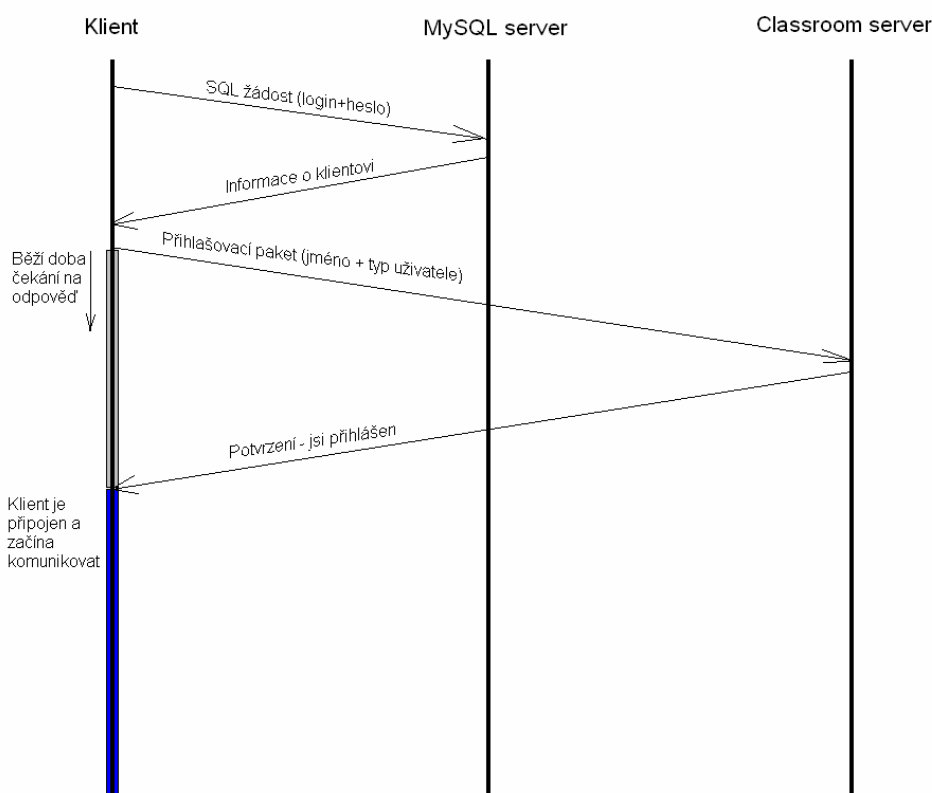 Klient
MySQL server
Classroom server
SQL žádost (login+heslo)
Informace o klientovi
Přihlašovací paket (jméno + typ uživatele)
Běží doba
čekání na
odpověď
Potvrzení - jsi přihlášen
Klient je
připojen a
začína
komunikovat